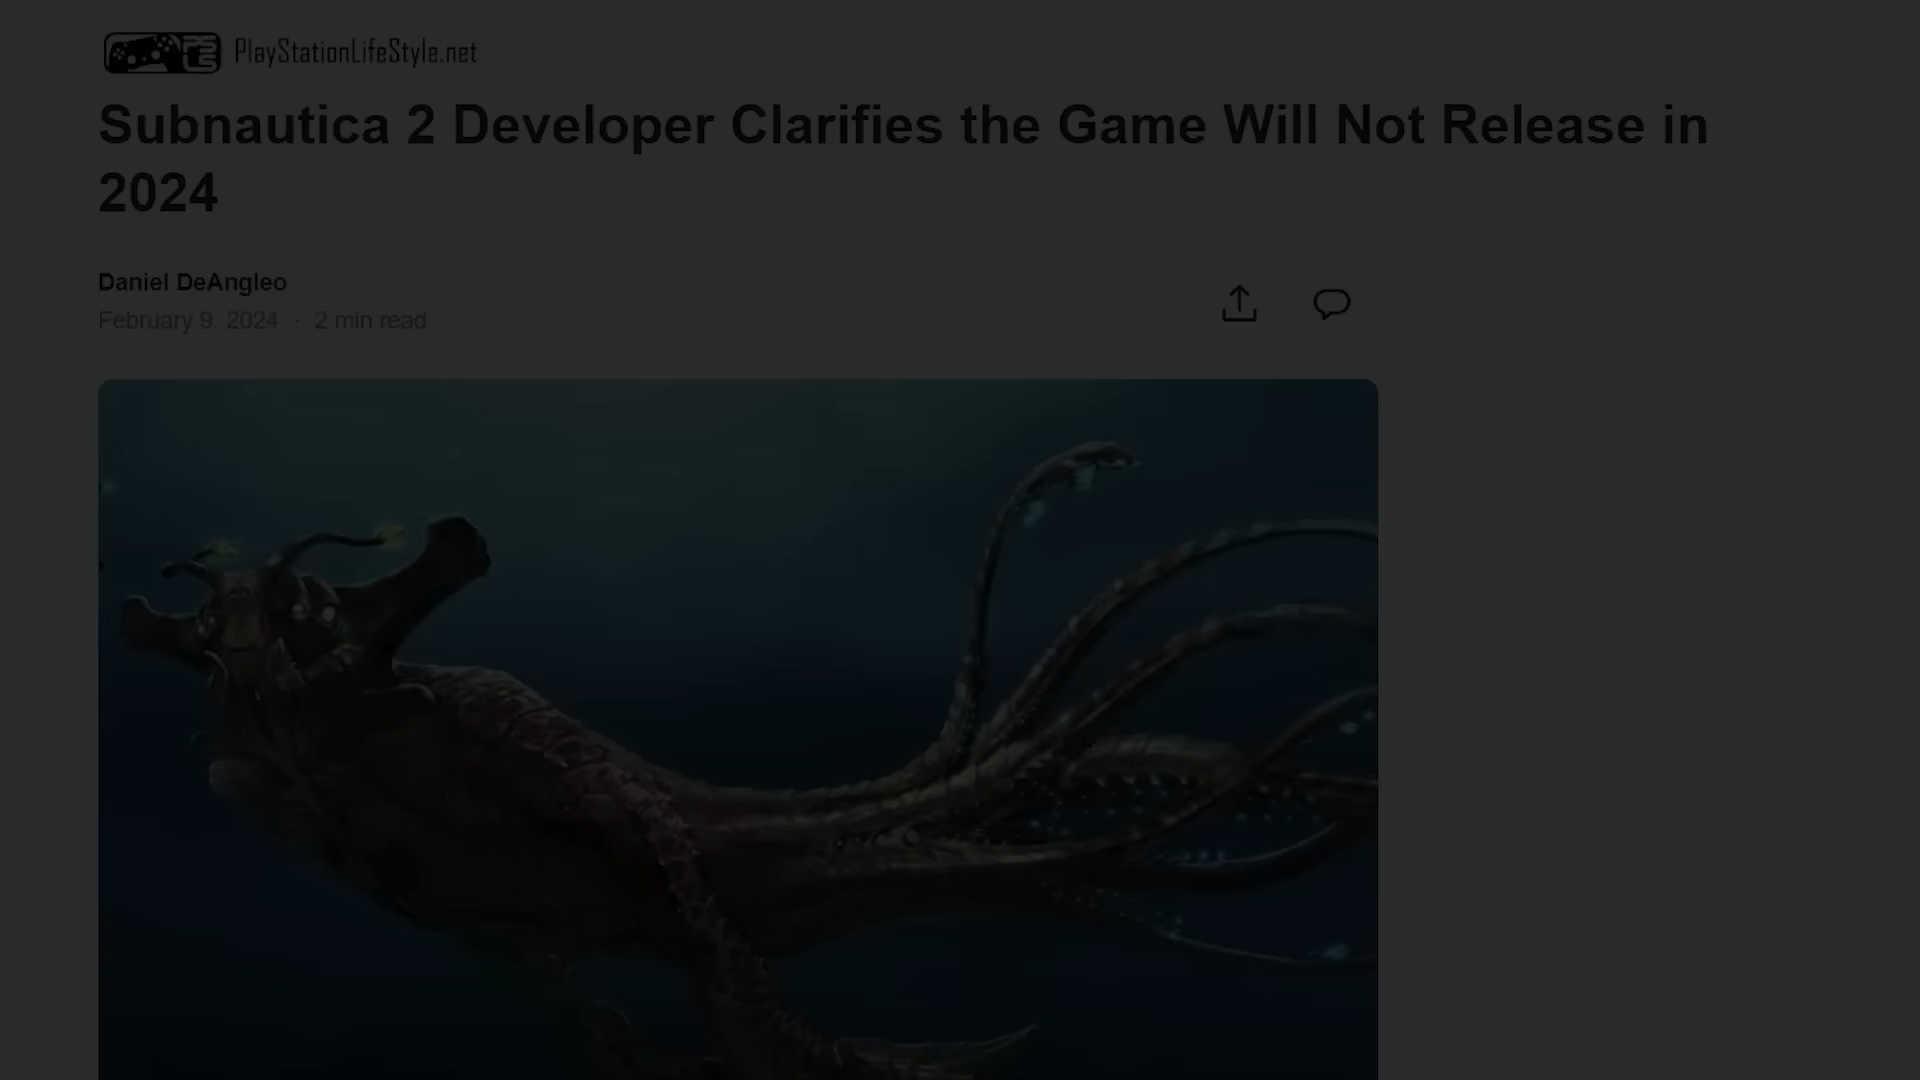 PlayStationLifeStyle.net
Subnautica 2 Developer Clarifies the Game Will Not Release in
2024
Daniel DeAngleo
February 9, 2024 · 2 min read